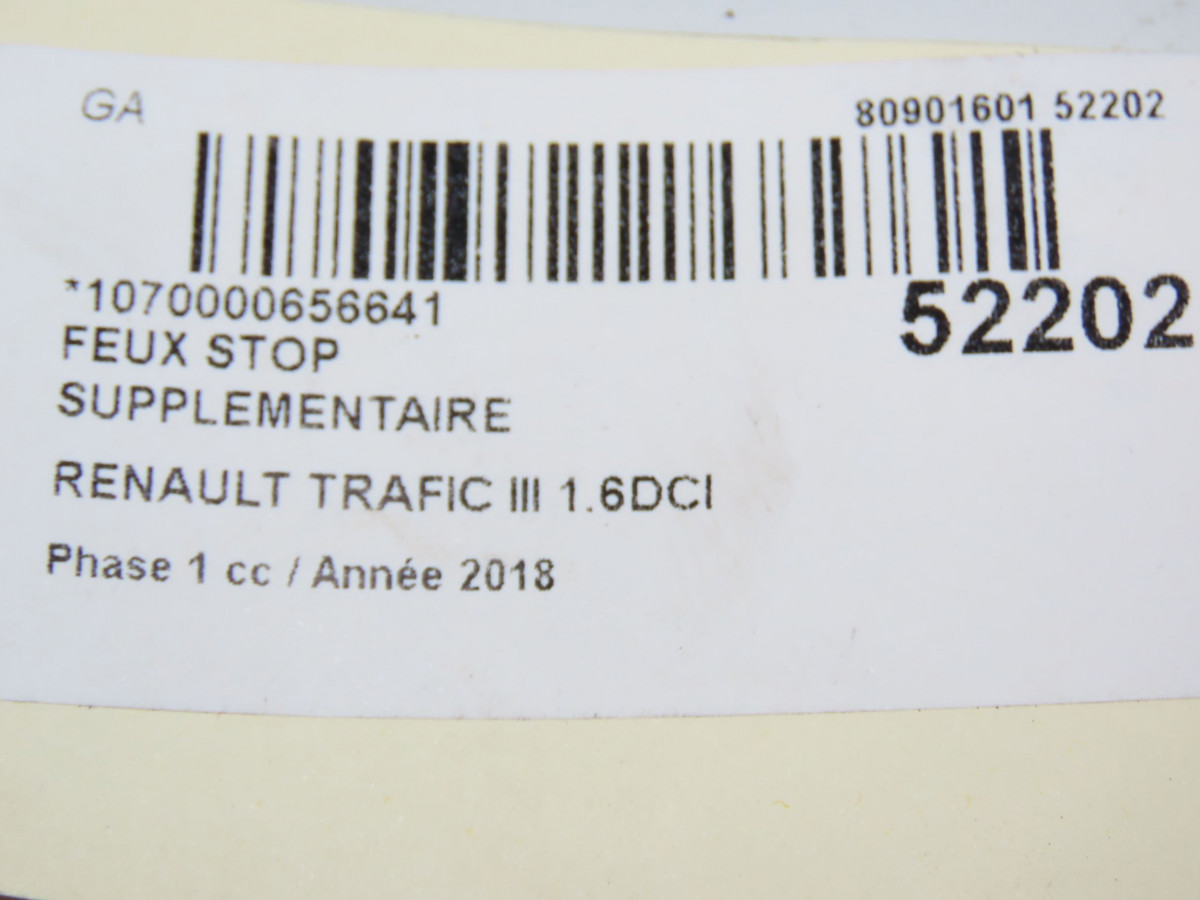 GA
80901601 52202
*1070000656641
52202
FEUX STOP
SUPPLEMENTAIRE
RENAULT TRAFIC III 1.6DCI
Phase 1 cc / Année 2018